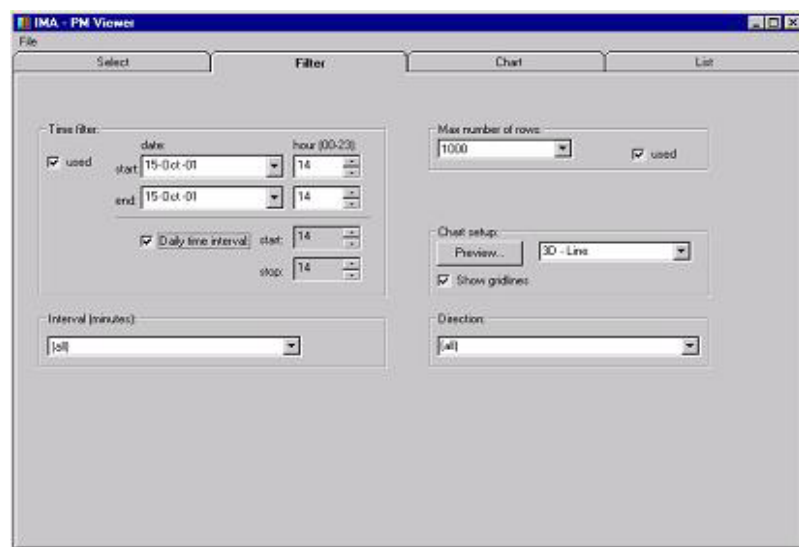 IMA - PM Viewer
File
Select Filter Chart List
Time filter:
date: hour (00-23):
used start: 15-Oct-01 14
end: 15-Oct-01 14
Daily time interval: start: 14
stop: 14
Interval (minutes):
(all)
Max number of rows:
1000 used
Chart setup:
Preview... 3D - Line
Show gridlines
Direction:
(all)